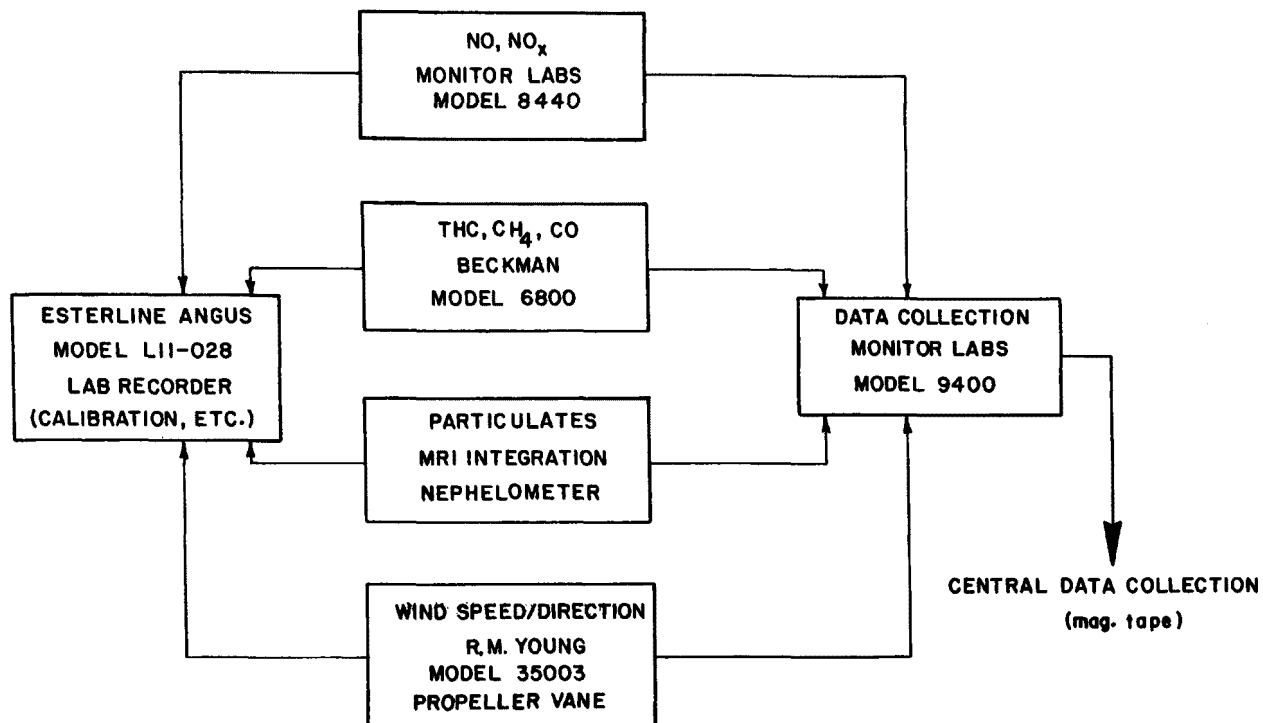 NO, NOx
MONITOR LABS
MODEL 8440
THC, CH4, CO
BECKMAN
MODEL 6800
ESTERLINE ANGUS
MODEL L11-028
LAB RECORDER
(CALIBRATION, ETC.)
DATA COLLECTION
MONITOR LABS
MODEL 9400
PARTICULATES
MRI INTEGRATION
NEPHELOMETER
WIND SPEED/DIRECTION
R.M. YOUNG
MODEL 35003
PROPELLER VANE
CENTRAL DATA COLLECTION
(mag. tape)